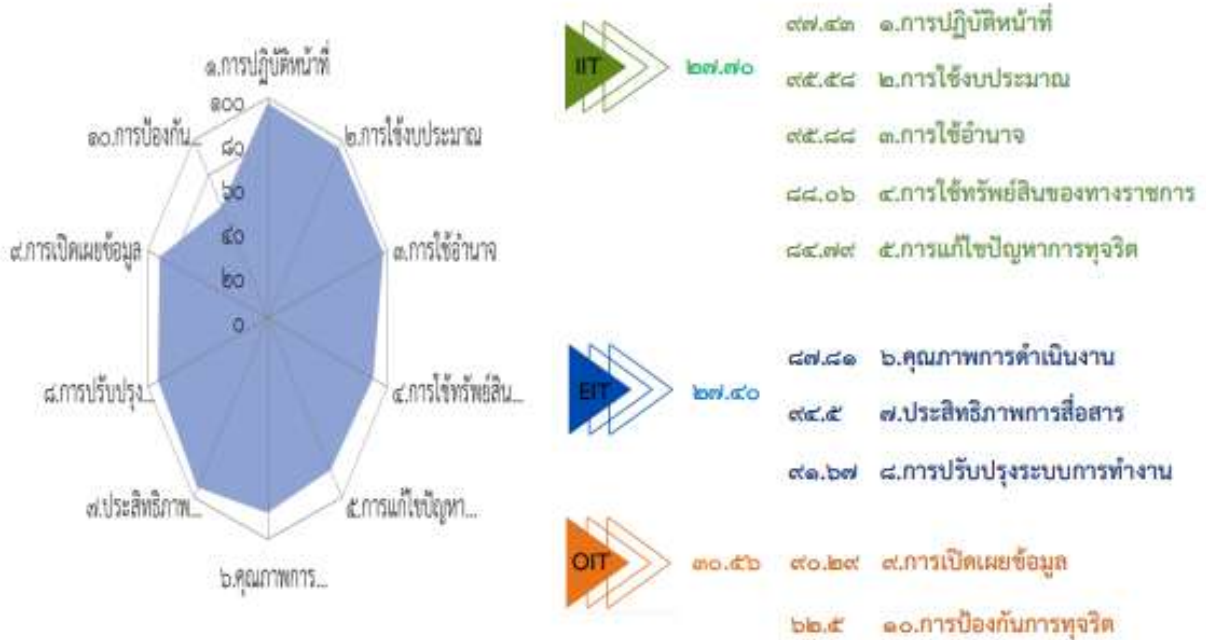 ๑.การปฏิบัติหน้าที่
๑๐๐
๘๐
๖๐
๔๐
๒๐
๐
๒.การใช้งบประมาณ
๓.การใช้อำนาจ
๔.การใช้ทรัพย์สิน...
๕.การแก้ไขปัญหา...
๖.คุณภาพการ...
๗.ประสิทธิภาพ...
๘.การปรับปรุง...
๙.การเปิดเผยข้อมูล
๑๐.การป้องกัน...
IIT ๒๗.๗๐
๙๗.๔๓ ๑.การปฏิบัติหน้าที่
๙๕.๕๘ ๒.การใช้งบประมาณ
๙๕.๘๘ ๓.การใช้อำนาจ
๘๘.๐๖ ๔.การใช้ทรัพย์สินของทางราชการ
๘๔.๗๙ ๕.การแก้ไขปัญหาการทุจริต
EIT ๒๗.๔๐
๘๗.๘๑ ๖.คุณภาพการดำเนินงาน
๙๔.๕ ๗.ประสิทธิภาพการสื่อสาร
๙๑.๖๗ ๘.การปรับปรุงระบบการทำงาน
OIT ๓๐.๕๖ ๙๐.๒๙ ๙.การเปิดเผยข้อมูล
๖๒.๕ ๑๐.การป้องกันการทุจริต